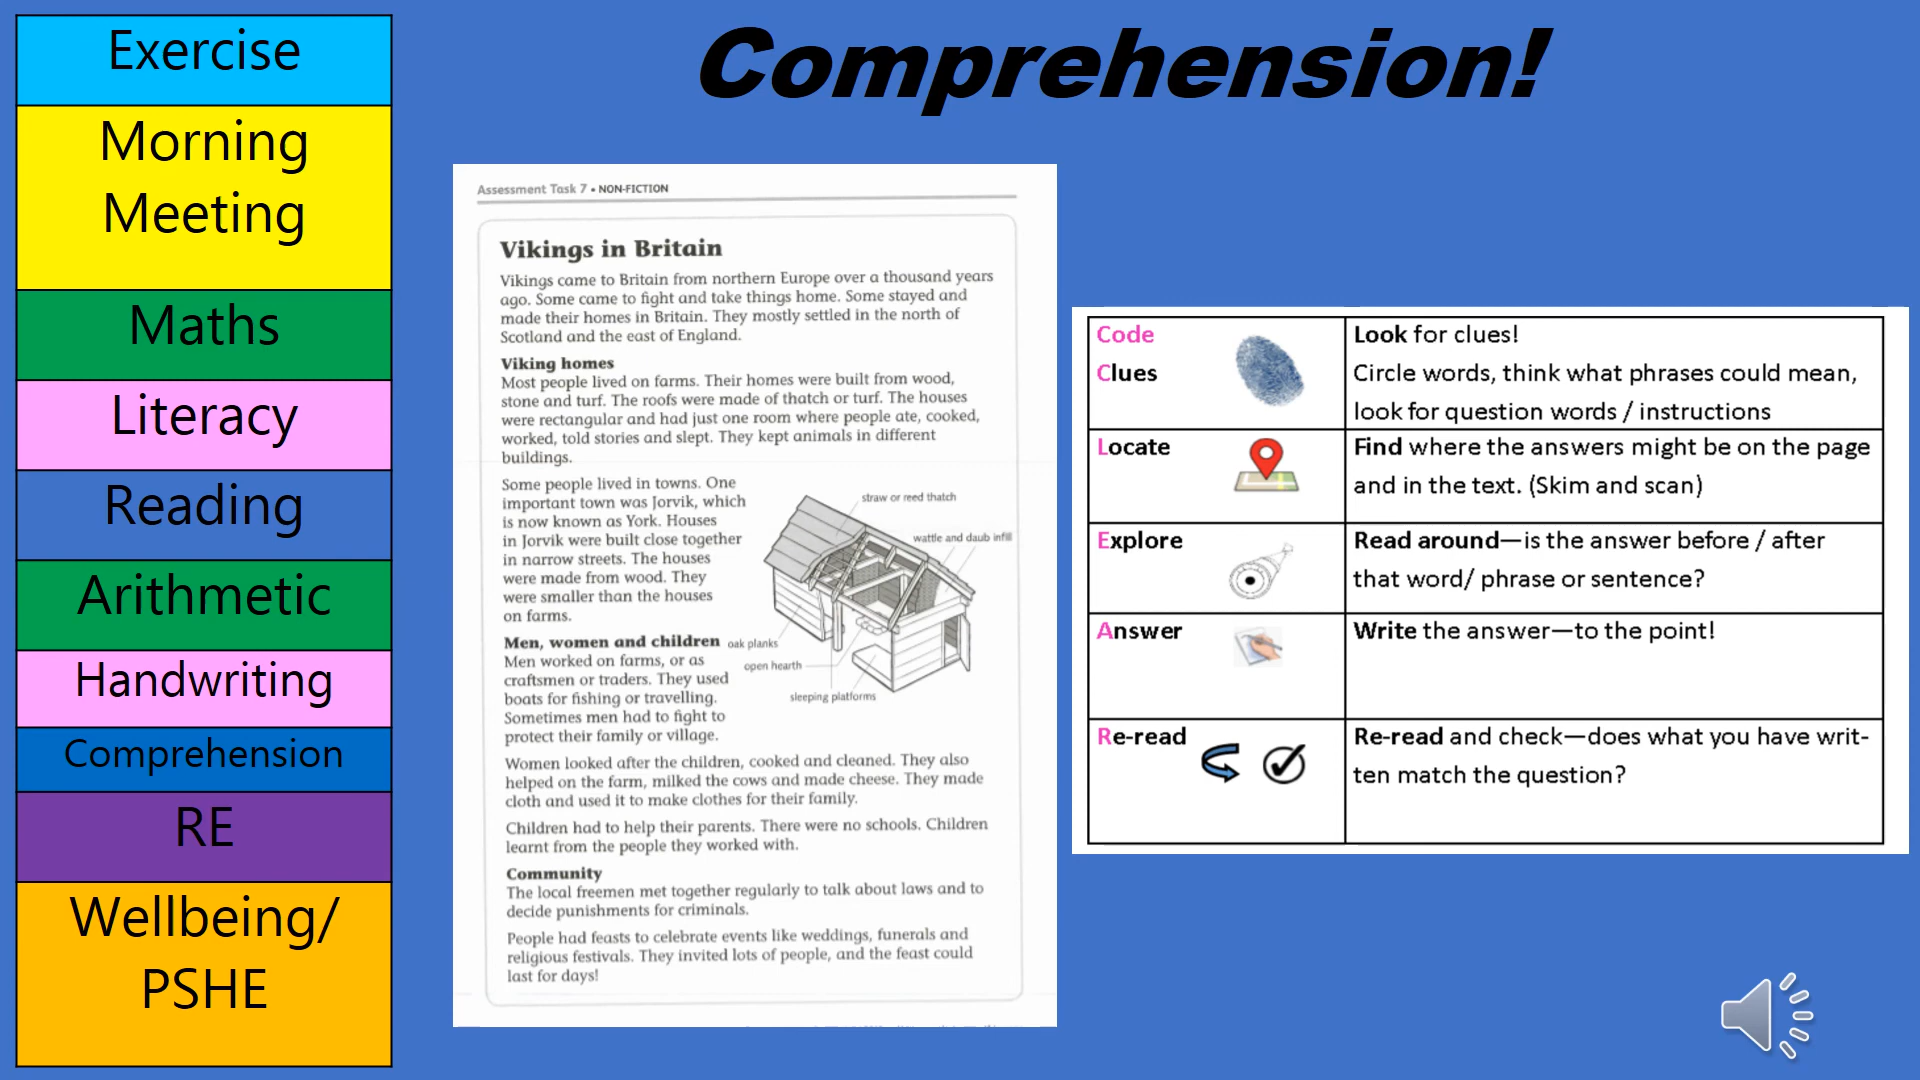 Exercise
Morning
Meeting
Maths
Literacy
Reading
Arithmetic
Handwriting
Comprehension
RE
Wellbeing/
PSHE
Comprehension!
Assessment Task 7 • NON-FICTION
Vikings in Britain
Vikings came to Britain from northern Europe over a thousand years
ago. Some came to fight and take things home. Some stayed and
made their homes in Britain. They mostly settled in the north of
Scotland and the east of England.
Viking homes
Most people lived on farms. Their homes were built from wood,
stone and turf. The roofs were made of thatch or turf. The houses
were rectangular and had just one room where people ate, cooked,
worked, told stories and slept. They kept animals in different
buildings.
Some people lived in towns. One
important town was Jorvik, which
is now known as York. Houses
in Jorvik were built close together
in narrow streets. The houses
were made from wood. They
were smaller than the houses
on farms.
straw or reed thatch
wattle and daub infill
oak planks
open hearth
sleeping platforms
Men, women and children
Men worked on farms, or as
craftsmen or traders. They used
boats for fishing or travelling.
Sometimes men had to fight to
protect their family or village.
Women looked after the children, cooked and cleaned. They also
helped on the farm, milked the cows and made cheese. They made
cloth and used it to make clothes for their family.
Children had to help their parents. There were no schools. Children
learnt from the people they worked with.
Community
The local freemen met together regularly to talk about laws and to
decide punishments for criminals.
People had feasts to celebrate events like weddings, funerals and
religious festivals. They invited lots of people, and the feast could
last for days!
Code
Clues
Look for clues!
Circle words, think what phrases could mean,
look for question words / instructions
Locate
Find where the answers might be on the page
and in the text. (Skim and scan)
Explore
Read around—is the answer before / after
that word/ phrase or sentence?
Answer
Write the answer—to the point!
Re-read
Re-read and check—does what you have writ-
ten match the question?